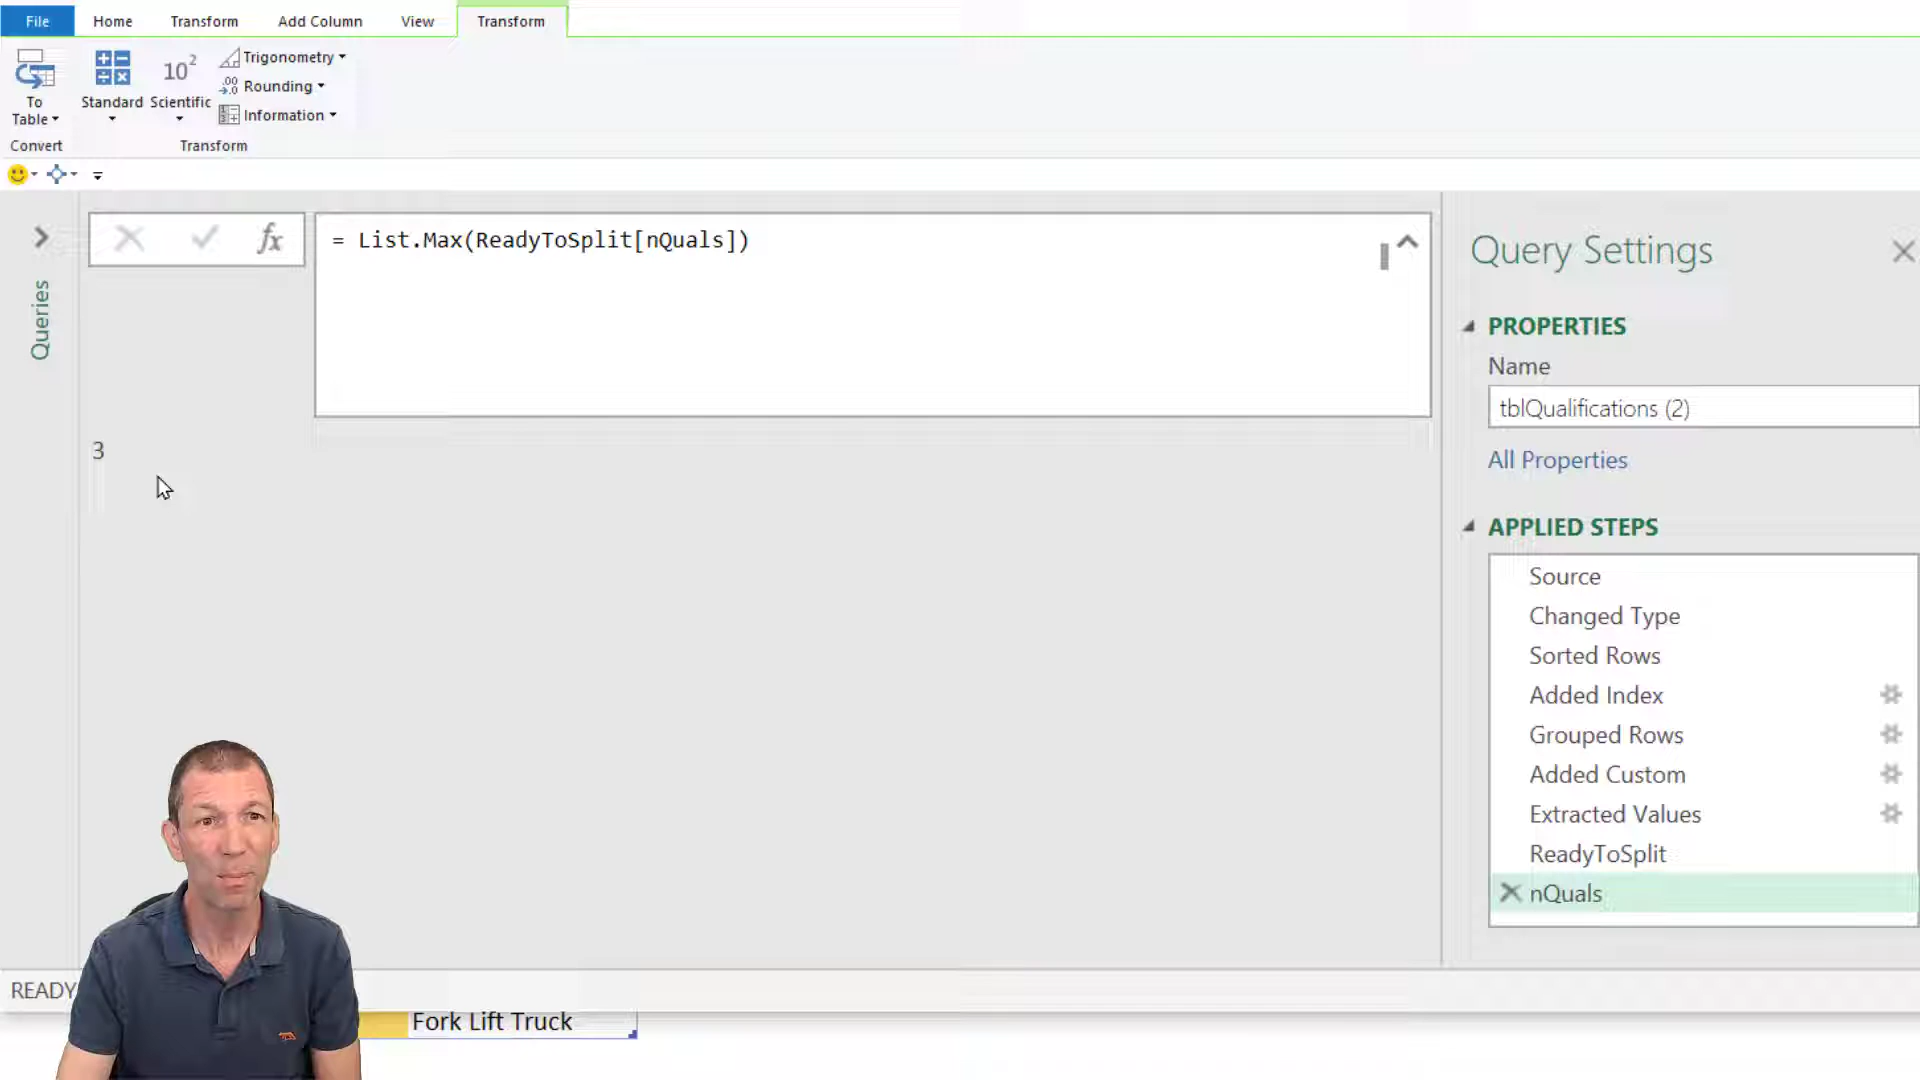 File Home Transform Add Column View Transform
To Table
Standard
Scientific
10²
Trigonometry
Rounding
Information
Convert
Transform
Queries
fx
= List.Max(ReadyToSplit[nQuals])
3
Query Settings
PROPERTIES
Name
tblQualifications (2)
All Properties
APPLIED STEPS
Source
Changed Type
Sorted Rows
Added Index
Grouped Rows
Added Custom
Extracted Values
ReadyToSplit
nQuals
READY
Fork Lift Truck